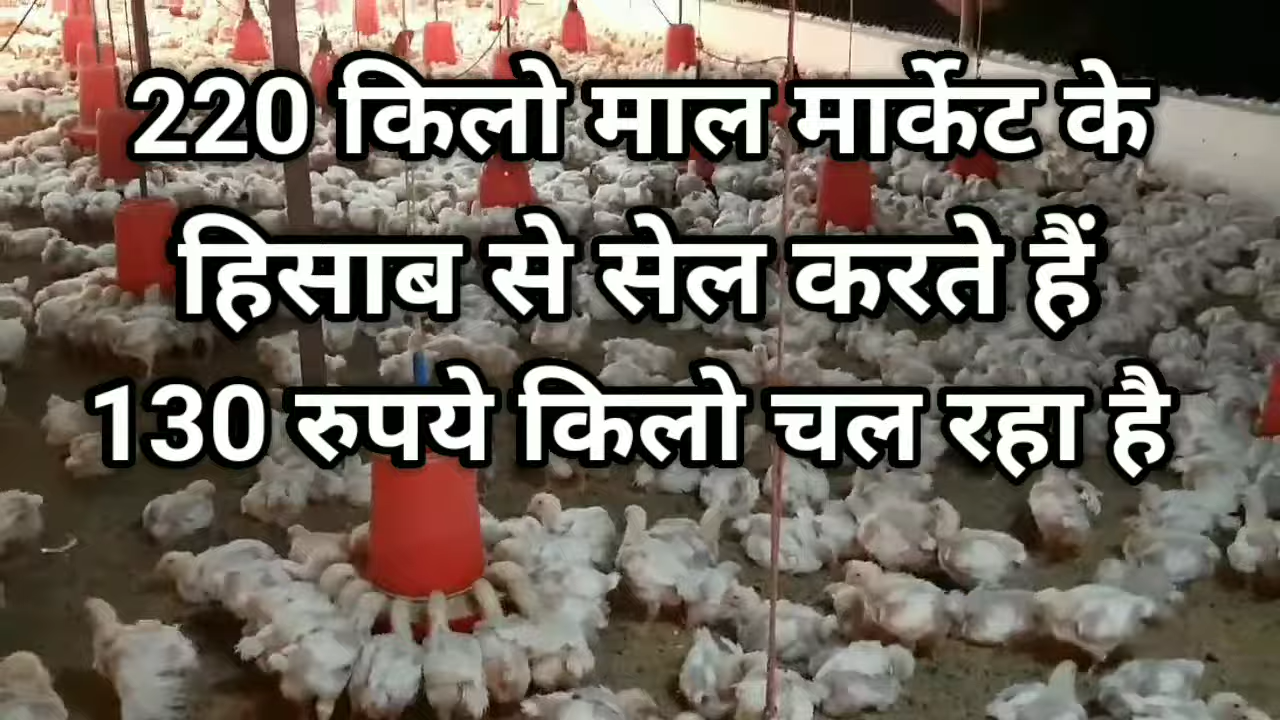 220 किलो माल मार्केट के
हिसाब से सेल करते हैं
130 रुपये किलो चल रहा है